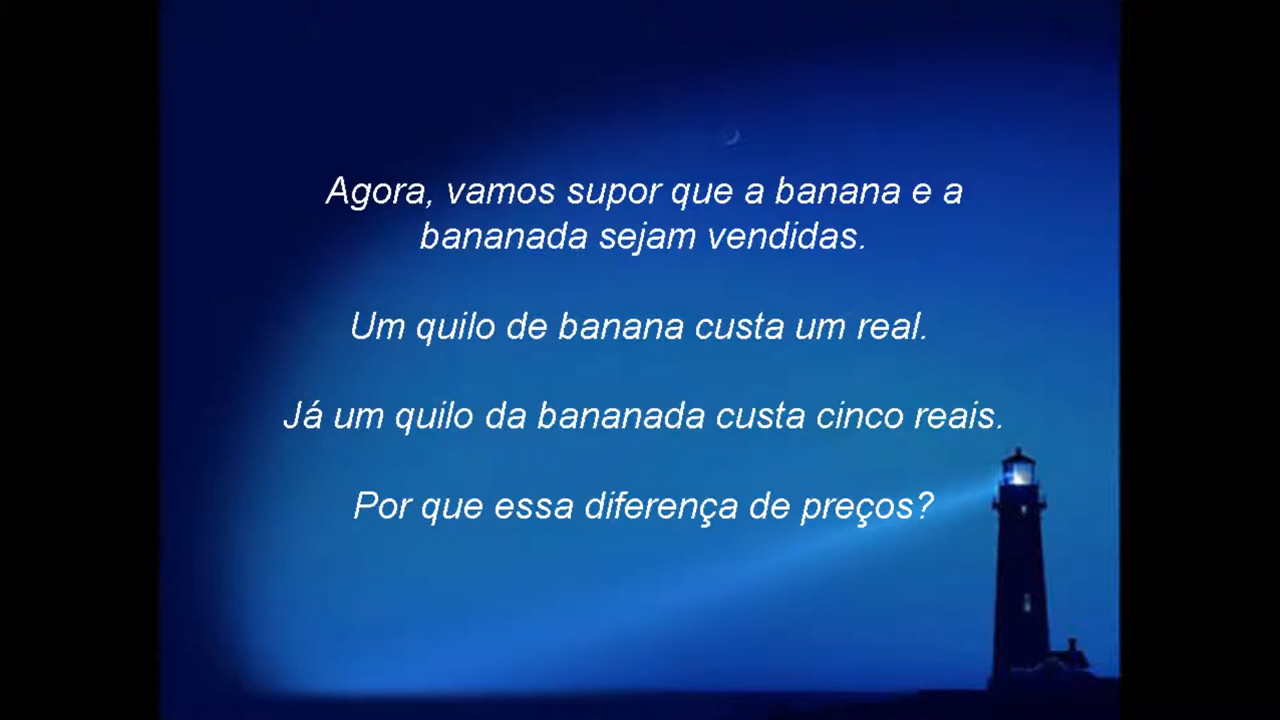 Agora, vamos supor que a banana e a
bananada sejam vendidas.
Um quilo de banana custa um real.
Já um quilo da bananada custa cinco reais.
Por que essa diferença de preços?